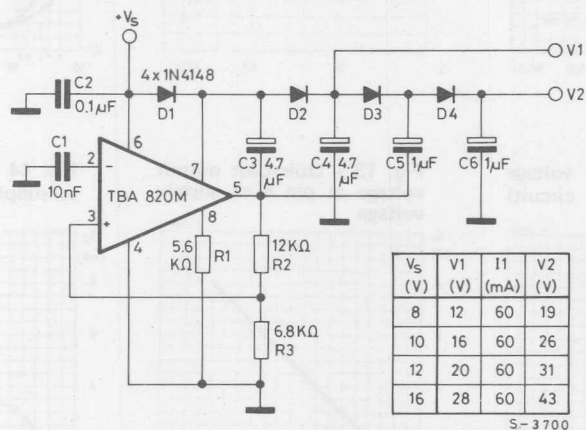 +Vs
C2
0.1µF
4 x 1N4148
D1
D2
D3
D4
V1
V2
C1
10nF
2
-
3
+
6
7
TBA 820M
5
8
4
C3
4.7
µF
C4
4.7
µF
C5
1µF
C6
1µF
5.6
KΩ
R1
12KΩ
R2
6.8KΩ
R3
Vs V1 I1 V2
(V) (V) (mA) (V)
8 12 60 19
10 16 60 26
12 20 60 31
16 28 60 43
S-3700